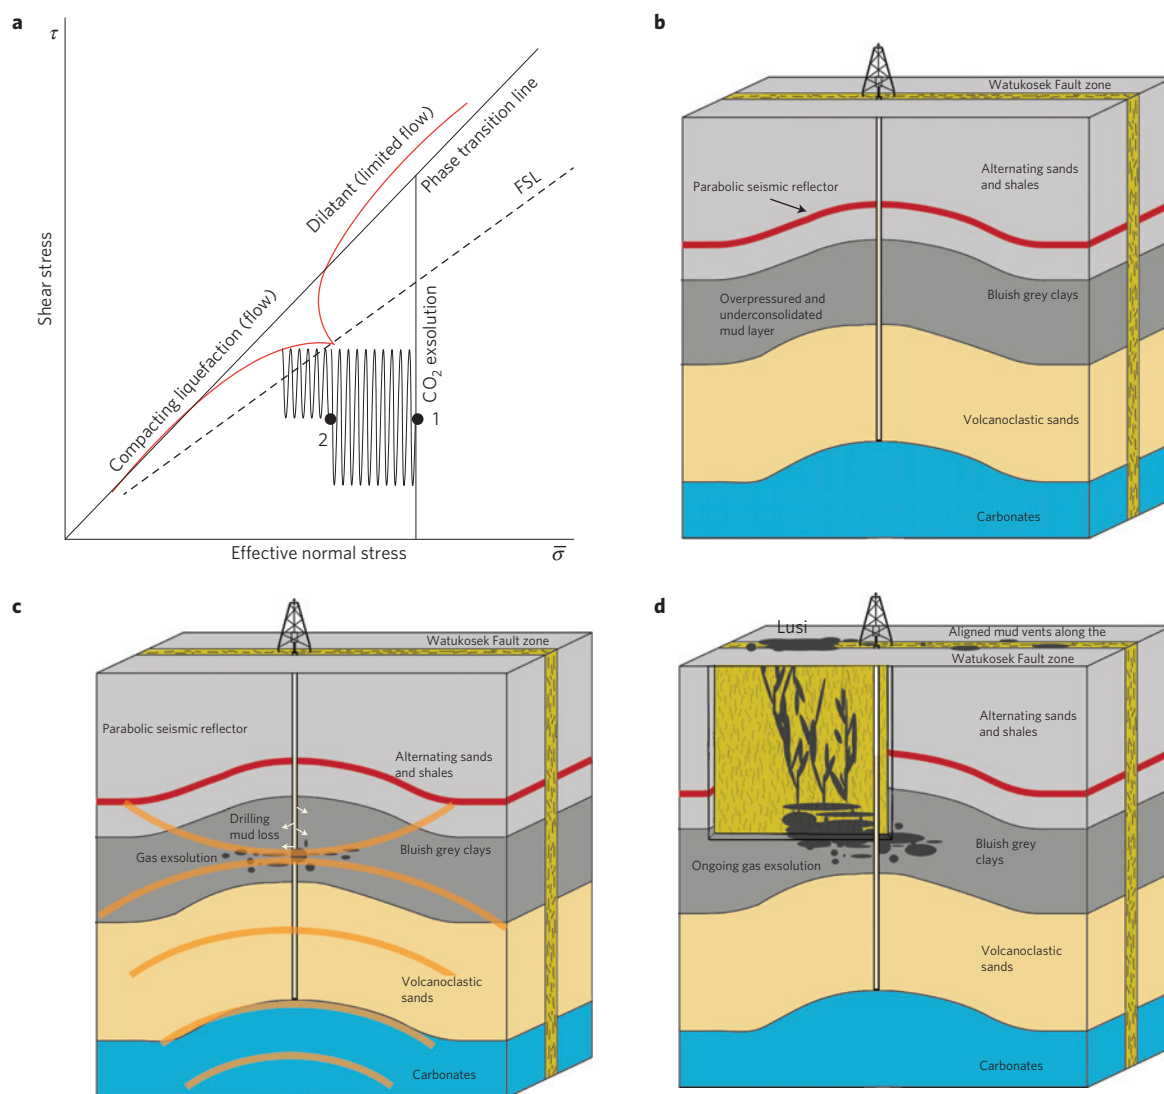 a
τ
Shear stress
Dilatant (limited flow)
Phase transition line
FSL
Compacting liquefaction (flow)
CO2 exsolution
1
2
Effective normal stress
σ̅
b
Watukosek Fault zone
Parabolic seismic reflector
Alternating sands
and shales
Overpressured and
underconsolidated
mud layer
Bluish grey clays
Volcanoclastic sands
Carbonates
c
Watukosek Fault zone
Parabolic seismic reflector
Alternating sands
and shales
Drilling
mud loss
Gas exsolution
Bluish grey clays
Volcanoclastic
sands
Carbonates
d
Lusi
Aligned mud vents along the
Watukosek Fault zone
Alternating sands
and shales
Ongoing gas exsolution
Bluish grey
clays
Volcanoclastic
sands
Carbonates